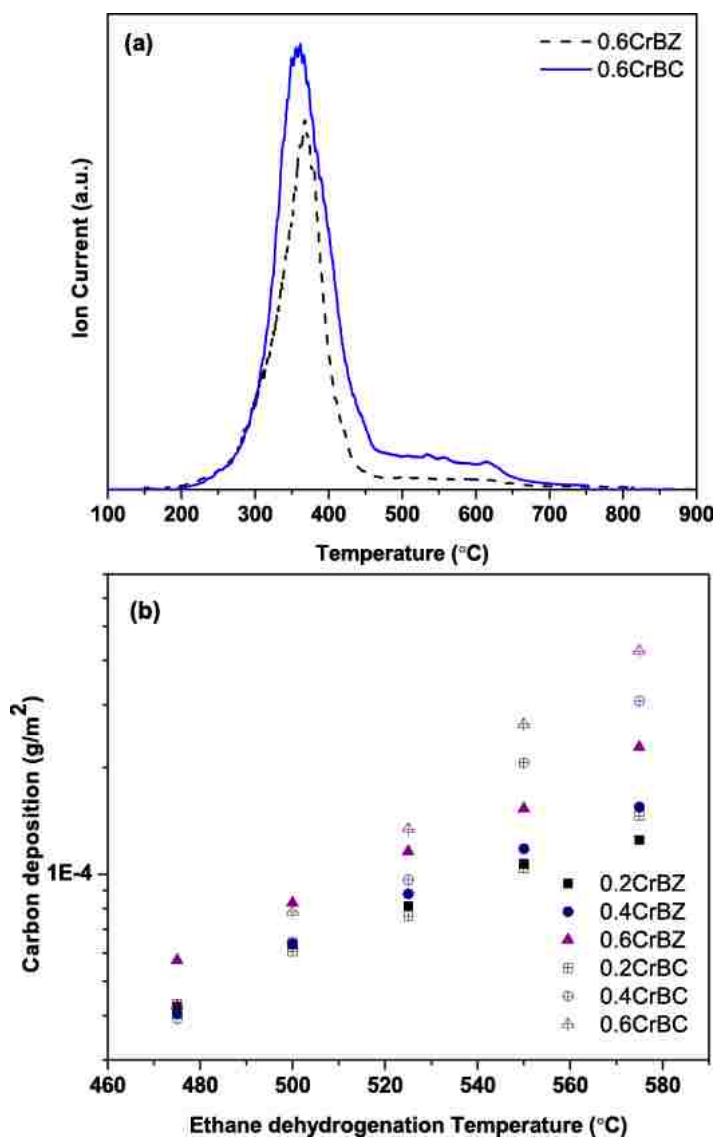 (a)
0.6CrBZ
0.6CrBC
Ion Current (a.u.)
100 200 300 400 500 600 700 800 900
Temperature (°C)
(b)
Carbon deposition (g/m²)
1E-4
0.2CrBZ
0.4CrBZ
0.6CrBZ
0.2CrBC
0.4CrBC
0.6CrBC
460 480 500 520 540 560 580
Ethane dehydrogenation Temperature (°C)